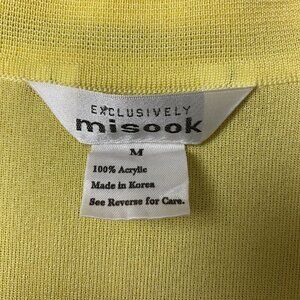 EXCLUSIVELY
misook
M
100% Acrylic
Made in Korea
See Reverse for Care.